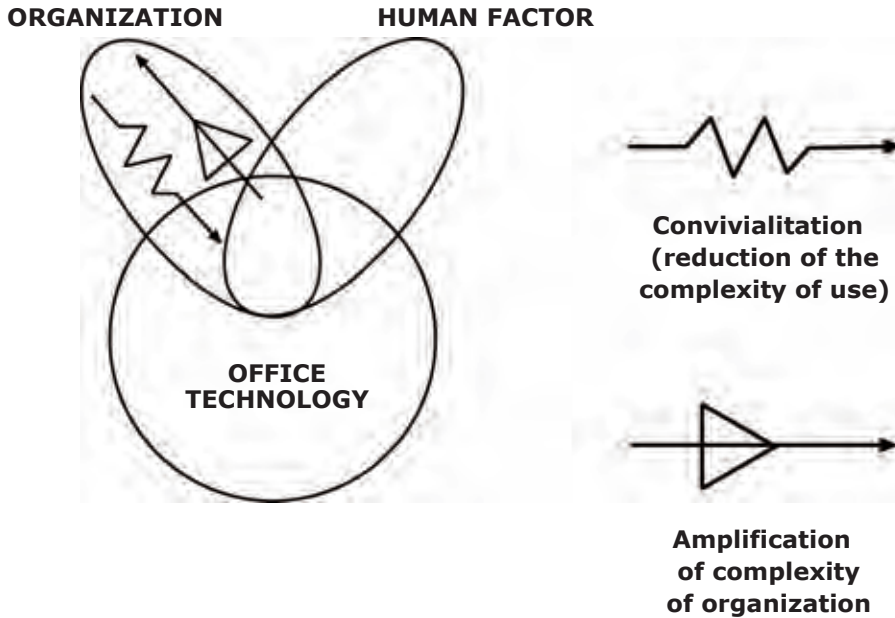 ORGANIZATION
HUMAN FACTOR
OFFICE
TECHNOLOGY
Convivialitation
(reduction of the
complexity of use)
Amplification
of complexity
of organization